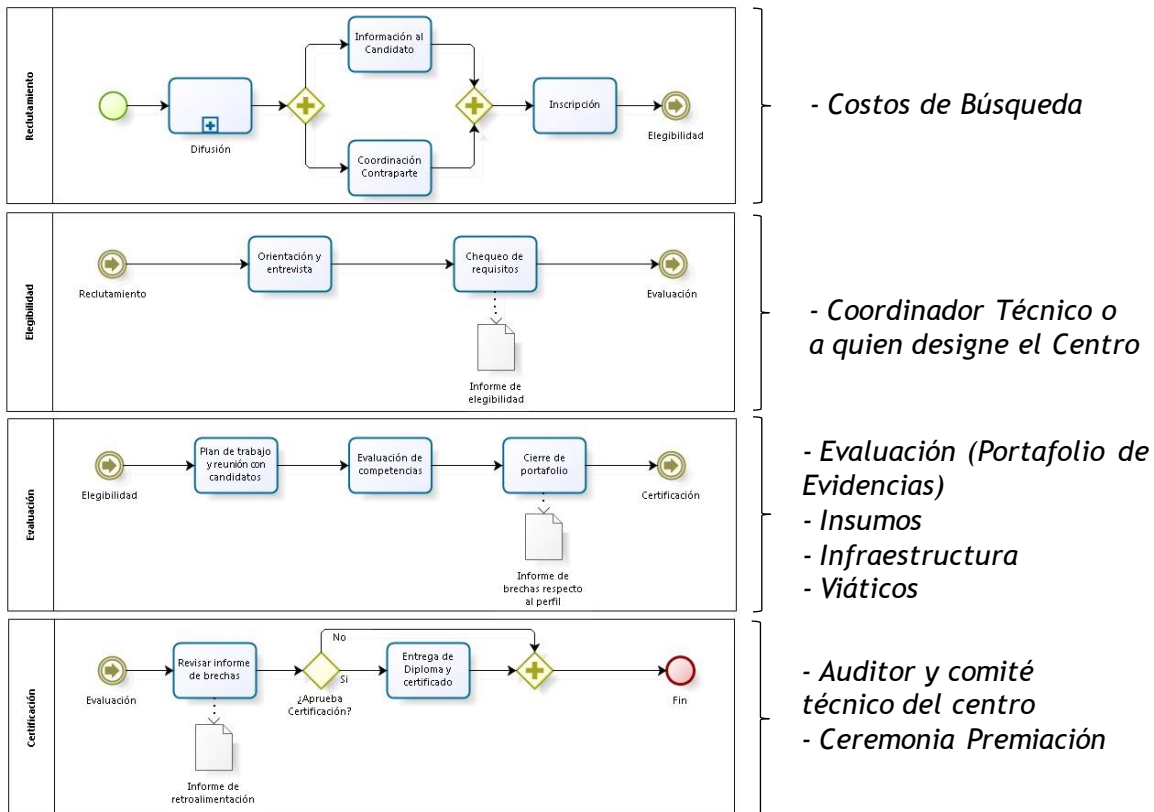 Reclutamiento
Información al
Candidato
Difusión
Coordinación
Contraparte
Inscripción
Elegibilidad
- Costos de Búsqueda
Elegibilidad
Reclutamiento
Orientación y
entrevista
Chequeo de
requisitos
Evaluación
Informe de
elegibilidad
- Coordinador Técnico o
a quien designe el Centro
Evaluación
Elegibilidad
Plan de trabajo
y reunión con
candidatos
Evaluación de
competencias
Cierre de
portafolio
Certificación
Informe de
brechas respecto
al perfil
- Evaluación (Portafolio de
Evidencias)
- Insumos
- Infraestructura
- Viáticos
Certificación
Evaluación
Revisar informe
de brechas
Informe de
retroalimentación
No
Si
¿Aprueba
Certificación?
Entrega de
Diploma y
certificado
Fin
- Auditor y comité
técnico del centro
- Ceremonia Premiación